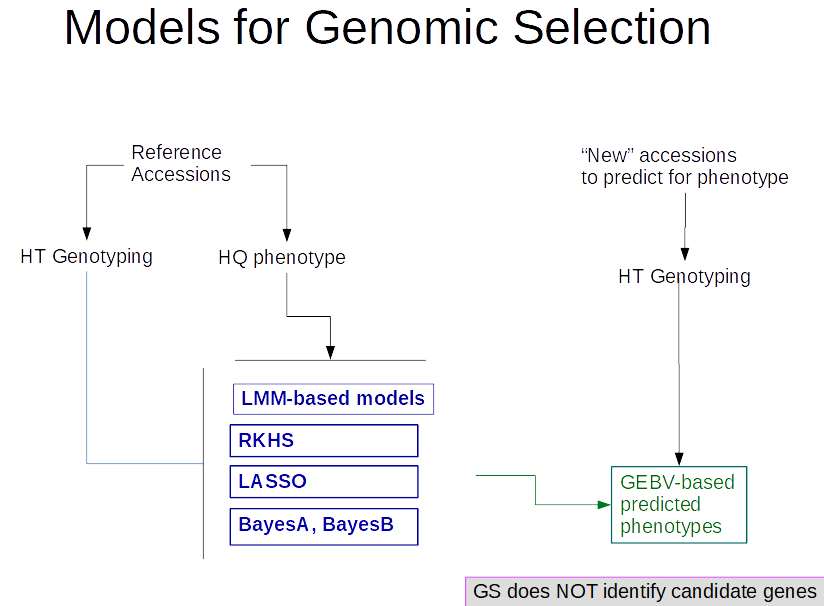 Models for Genomic Selection
Reference
Accessions
“New” accessions
to predict for phenotype
HT Genotyping
HQ phenotype
HT Genotyping
LMM-based models
RKHS
LASSO
BayesA, BayesB
GEBV-based
predicted
phenotypes
GS does NOT identify candidate genes